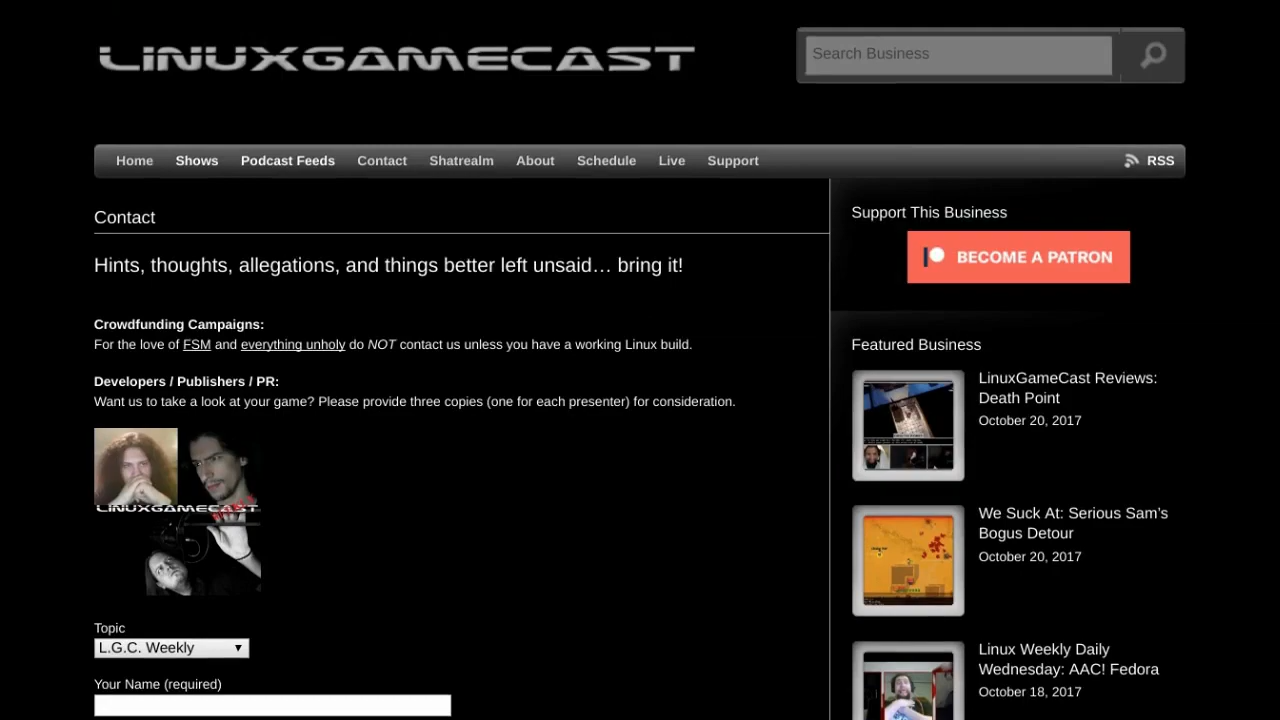 LINUXGAMECAST
Search Business
Home Shows Podcast Feeds Contact Shatrealm About Schedule Live Support RSS
Contact
Hints, thoughts, allegations, and things better left unsaid… bring it!
Crowdfunding Campaigns:
For the love of FSM and everything unholy do NOT contact us unless you have a working Linux build.
Developers / Publishers / PR:
Want us to take a look at your game? Please provide three copies (one for each presenter) for consideration.
LINUXGAMECAST
Topic
L.G.C. Weekly
Your Name (required)
Support This Business
BECOME A PATRON
Featured Business
LinuxGameCast Reviews:
Death Point
October 20, 2017
We Suck At: Serious Sam's
Bogus Detour
October 20, 2017
Linux Weekly Daily
Wednesday: AAC! Fedora
October 18, 2017